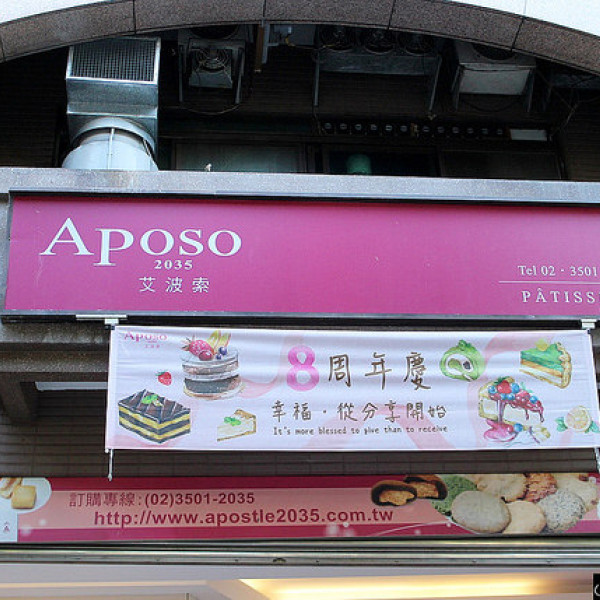 APOSO
2035
艾波索
Tel 02·3501
PÂTISS
APOSO
8周年慶
幸福·從分享開始
It's more blessed to give than to receive
訂購專線:(02)3501-2035
http://www.apostle2035.com.tw